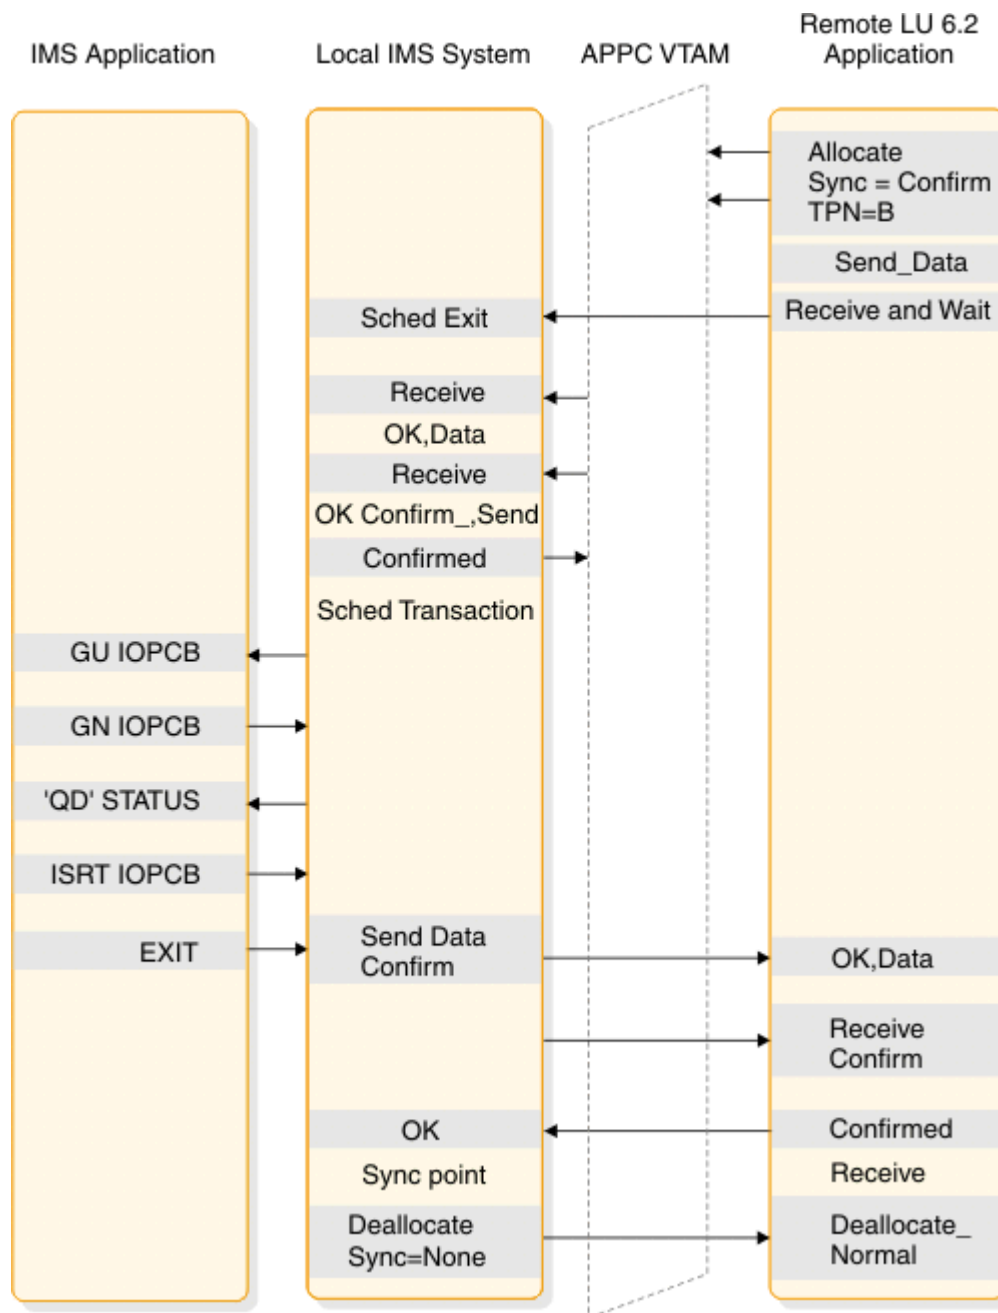 IMS Application
Local IMS System
APPC VTAM
Remote LU 6.2
Application
Allocate
Sync = Confirm
TPN=B
Send_Data
Sched Exit
Receive and Wait
Receive
OK,Data
Receive
OK Confirm_,Send
Confirmed
Sched Transaction
GU IOPCB
GN IOPCB
'QD' STATUS
ISRT IOPCB
EXIT
Send Data
Confirm
OK,Data
Receive
Confirm
OK
Confirmed
Sync point
Receive
Deallocate
Sync=None
Deallocate_
Normal